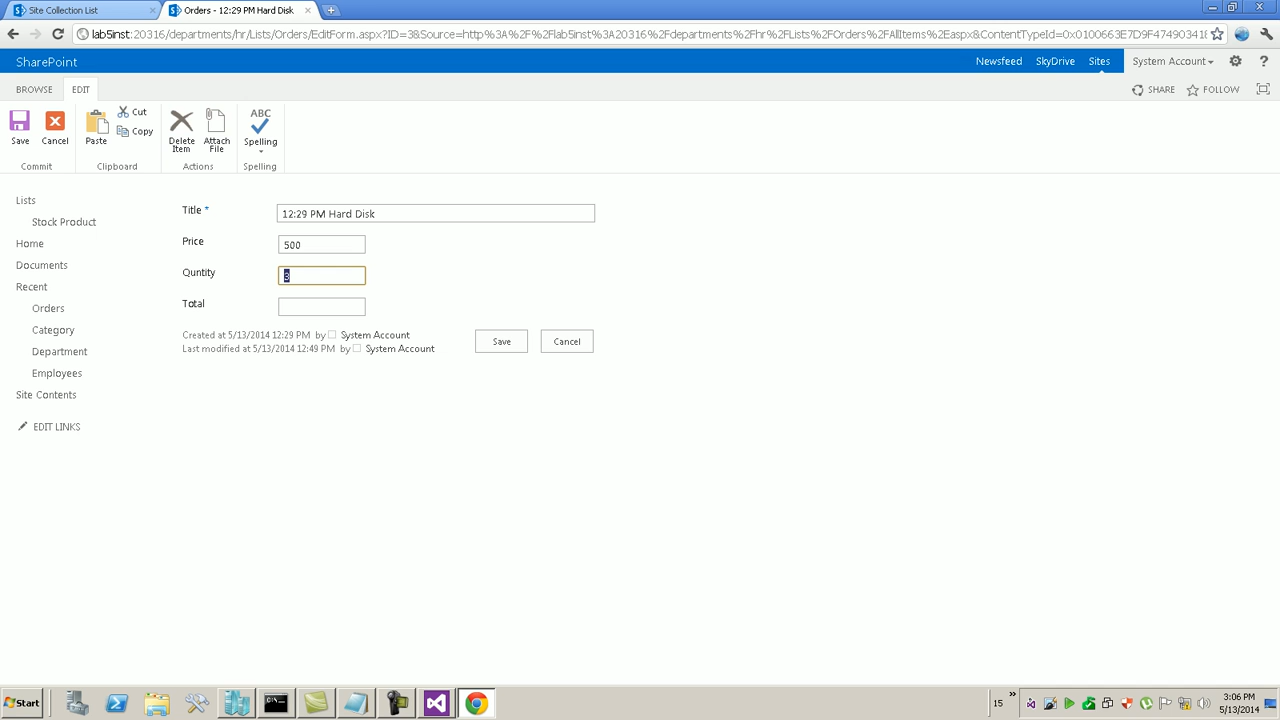 Site Collection List
Orders - 12:29 PM Hard Disk
lab5inst:20316/departments/hr/Lists/Orders/EditForm.aspx?ID=3&Source=http%3A%2F%2Flab5inst%3A20316%2Fdepartments%2Fhr%2FLists%2FOrders%2FAllItems%2Easpx&ContentTypeId=0x0100663E7D9F47490341
SharePoint
Newsfeed SkyDrive Sites System Account ?
BROWSE EDIT
SHARE FOLLOW
Save Cancel Paste Cut Copy Delete Item Attach File ABC Spelling
Commit Clipboard Actions Spelling
Lists
Stock Product
Home
Documents
Recent
Orders
Category
Department
Employees
Site Contents
EDIT LINKS
Title * 12:29 PM Hard Disk
Price 500
Quntity 3
Total
Created at 5/13/2014 12:29 PM by System Account
Last modified at 5/13/2014 12:49 PM by System Account
Save Cancel
Start
15
3:06 PM
5/13/2014